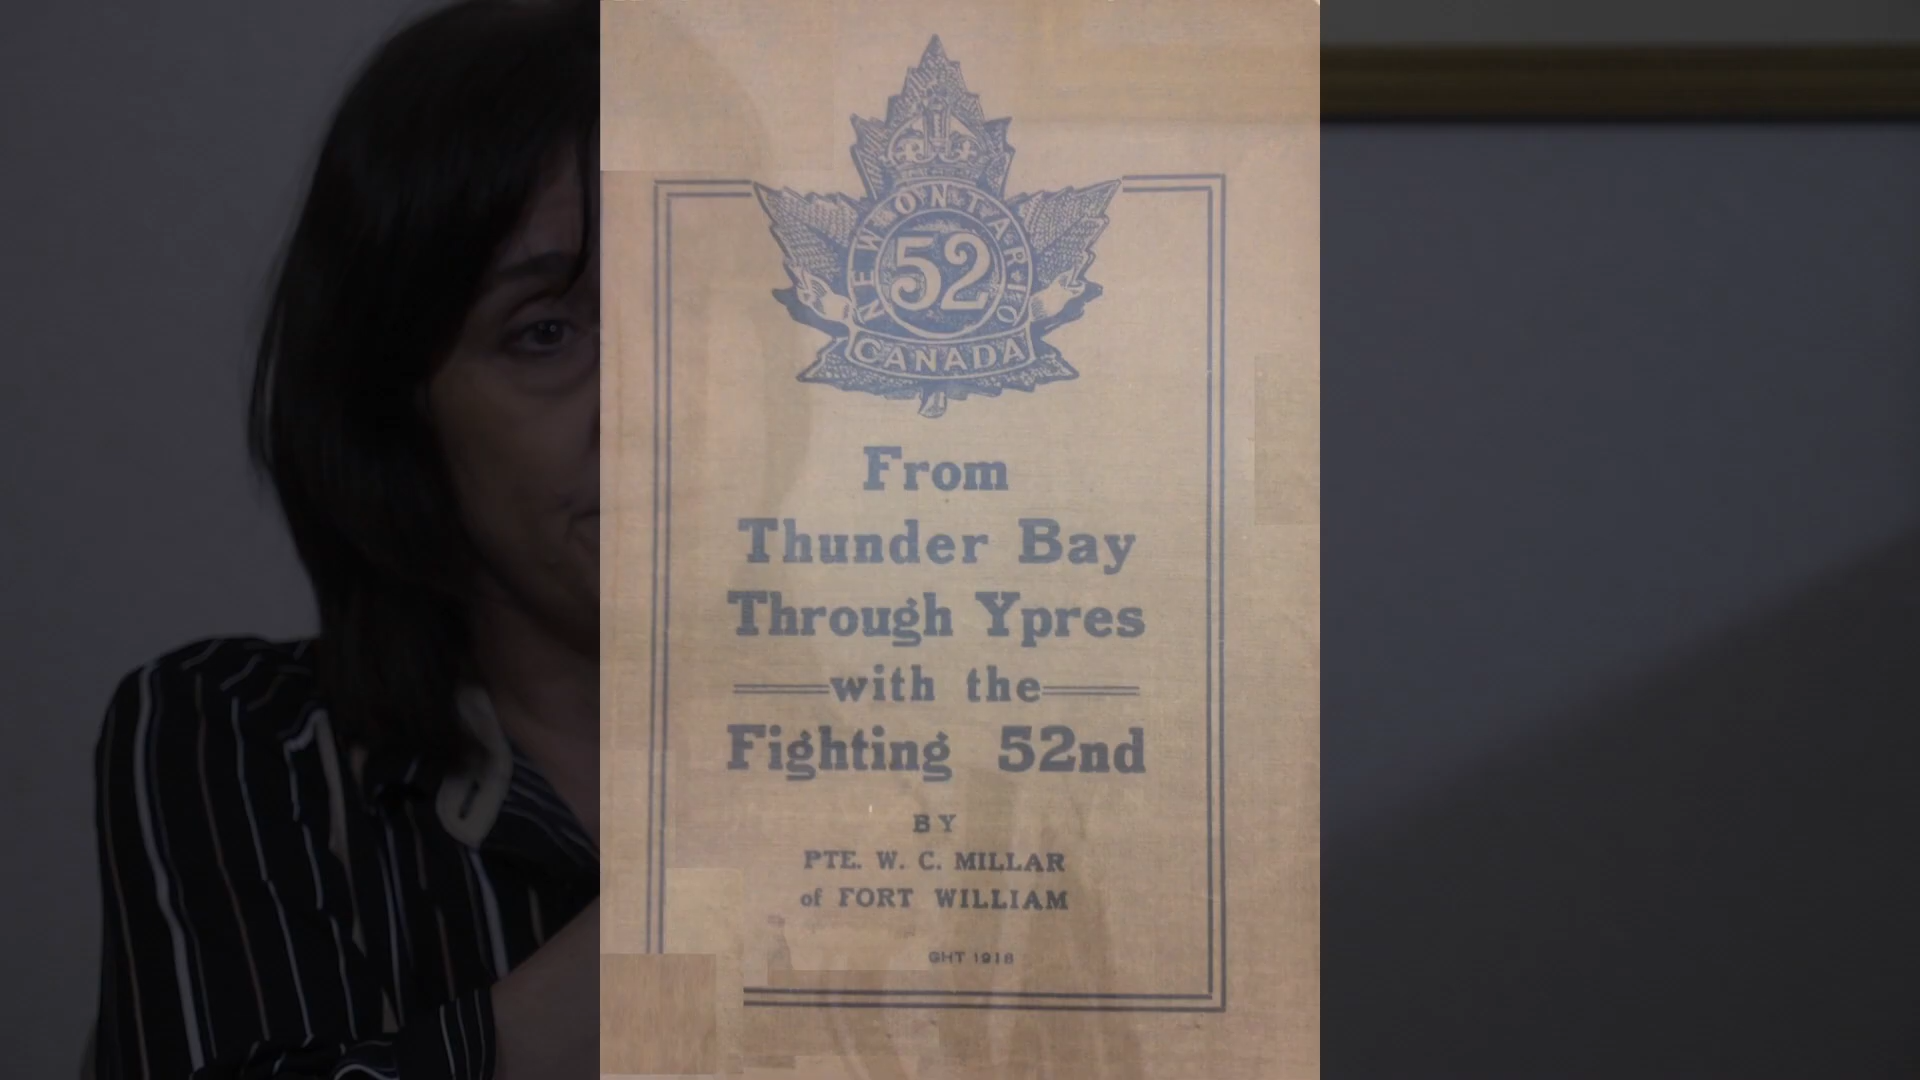 NEW ONTARIO
52
CANADA
From
Thunder Bay
Through Ypres
with the
Fighting 52nd
BY
PTE. W. C. MILLAR
of FORT WILLIAM
GHT 1918